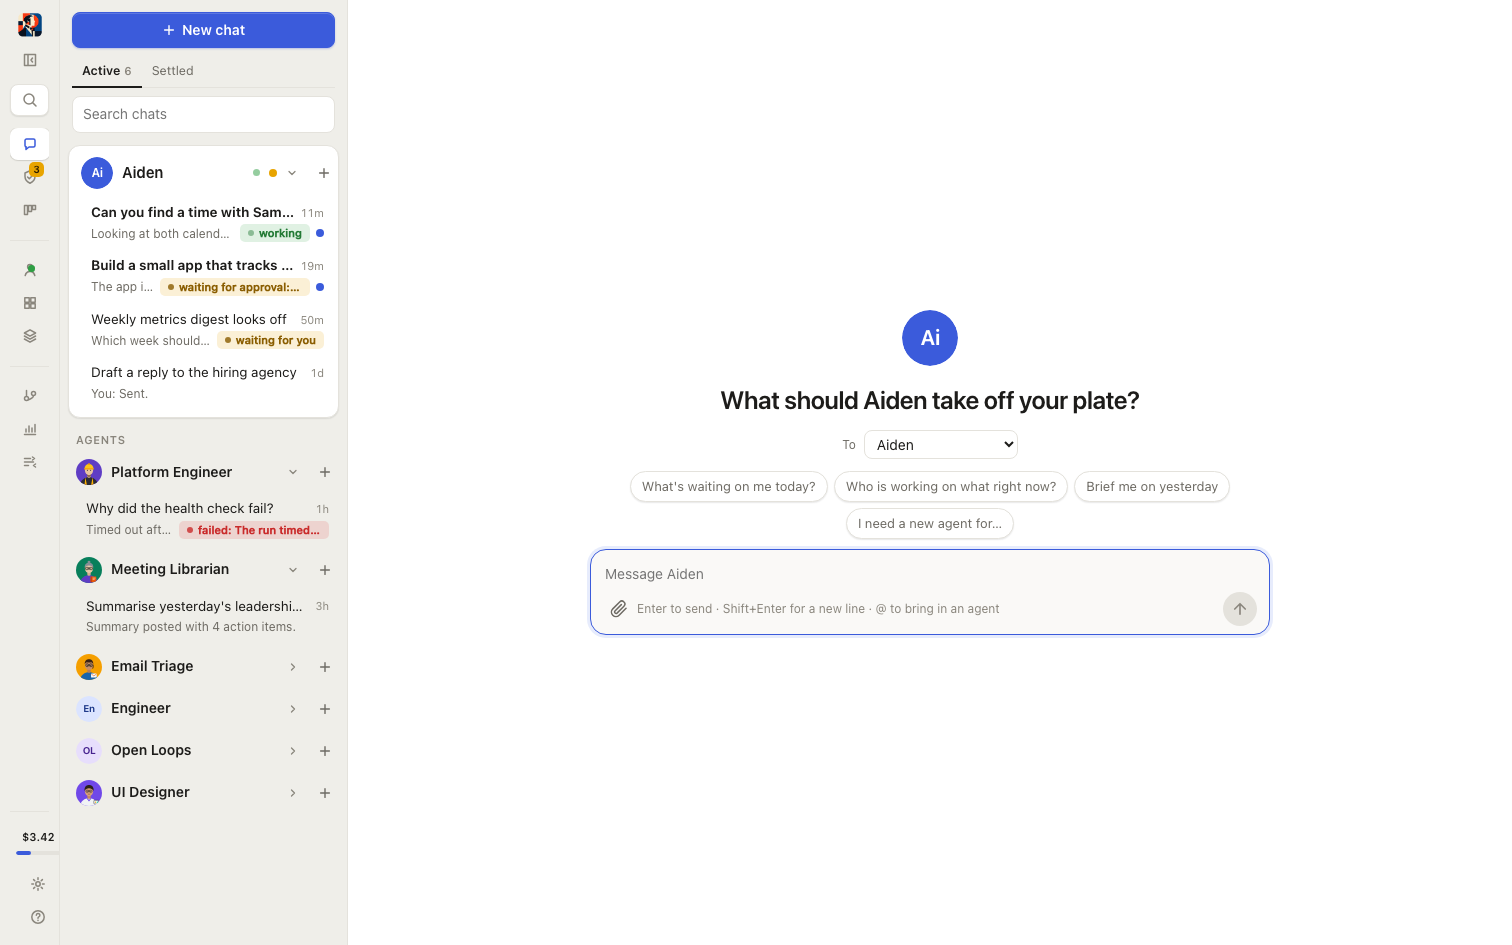 New chat
Active 6 Settled
Search chats
3
Ai Aiden
Can you find a time with Sam... 11m
Looking at both calend... working
Build a small app that tracks ... 19m
The app i... waiting for approval:...
Weekly metrics digest looks off 50m
Which week should... waiting for you
Draft a reply to the hiring agency 1d
You: Sent.
AGENTS
Platform Engineer
Why did the health check fail? 1h
Timed out aft... failed: The run timed...
Meeting Librarian
Summarise yesterday's leadershi... 3h
Summary posted with 4 action items.
Email Triage
En Engineer
OL Open Loops
UI Designer
$3.42
Ai
What should Aiden take off your plate?
To Aiden
What's waiting on me today? Who is working on what right now? Brief me on yesterday
I need a new agent for...
Message Aiden
Enter to send · Shift+Enter for a new line · @ to bring in an agent